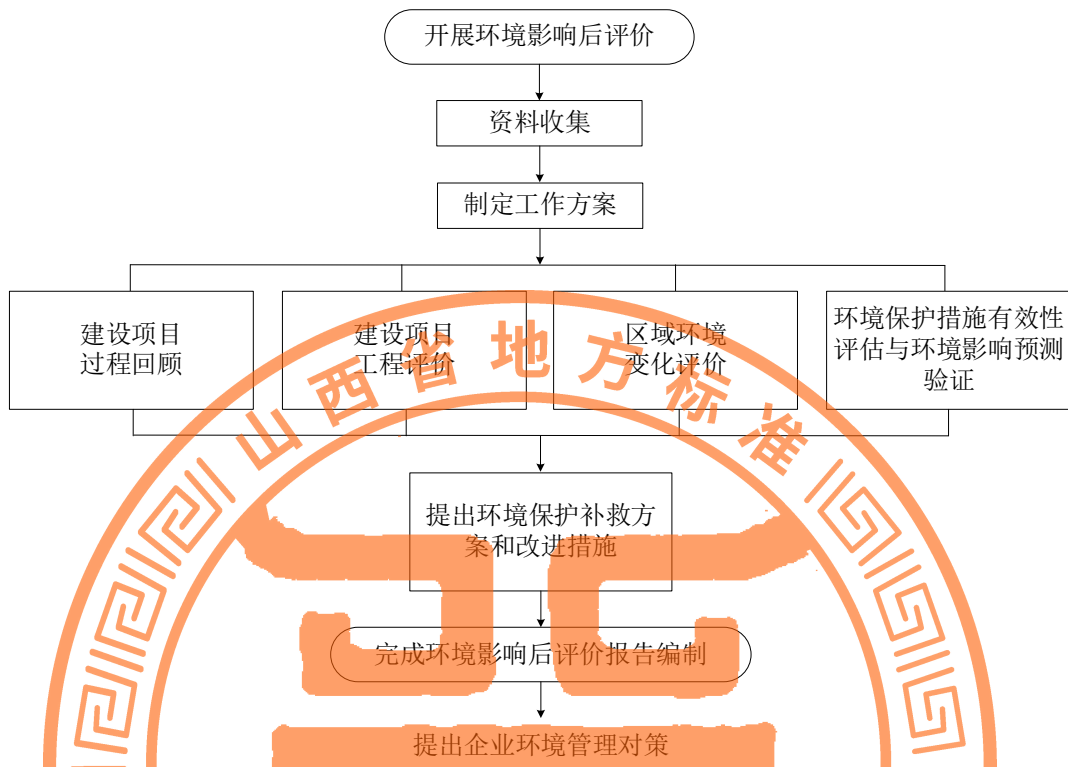 开展环境影响后评价
资料收集
制定工作方案
建设项目
过程回顾
建设项目
工程评价
区域环境
变化评价
环境保护措施有效性
评估与环境影响预测
验证
山西省地方标准
提出环境保护补救方
案和改进措施
完成环境影响后评价报告编制
提出企业环境管理对策